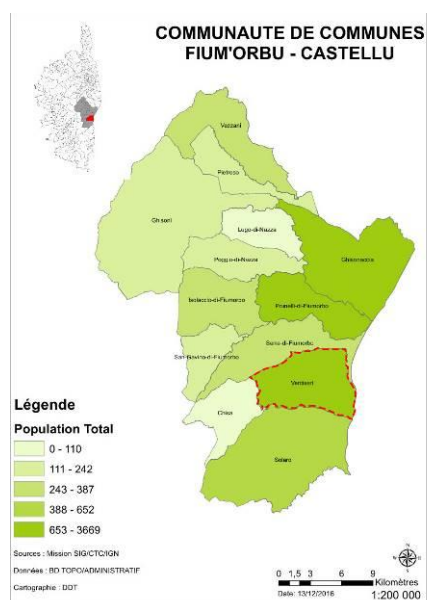 COMMUNAUTE DE COMMUNES
FIUM'ORBU - CASTELLU
Vezzani
Pietroso
Ghisoni
Lugo-di-Nazza
Ghisonaccia
Poggio-di-Nazza
Isolaccio-di-Fiumorbo
Prunelli-di-Fiumorbo
Serra-di-Fiumorbo
San-Gavino-di-Fiumorbo
Ventiseri
Chisa
Solaro
Légende
Population Total
0 - 110
111 - 242
243 - 387
388 - 652
653 - 3669
Sources : Mission SIG/CTC/IGN
Données : BD TOPO/ADMINISTRATIF
Cartographie : DDT
0 1,5 3 6 9
Kilomètres
Date: 13/12/2016
1:200 000